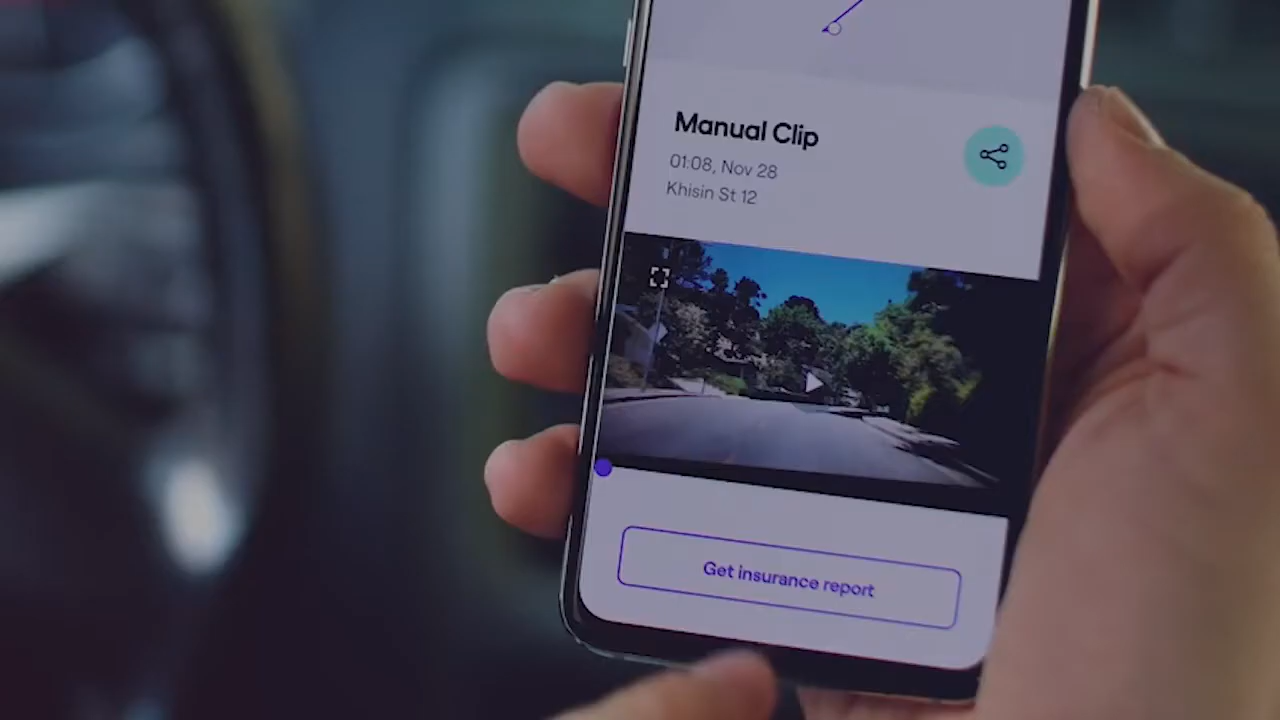 Manual Clip
01:08, Nov 28
Khisin St 12
Get insurance report